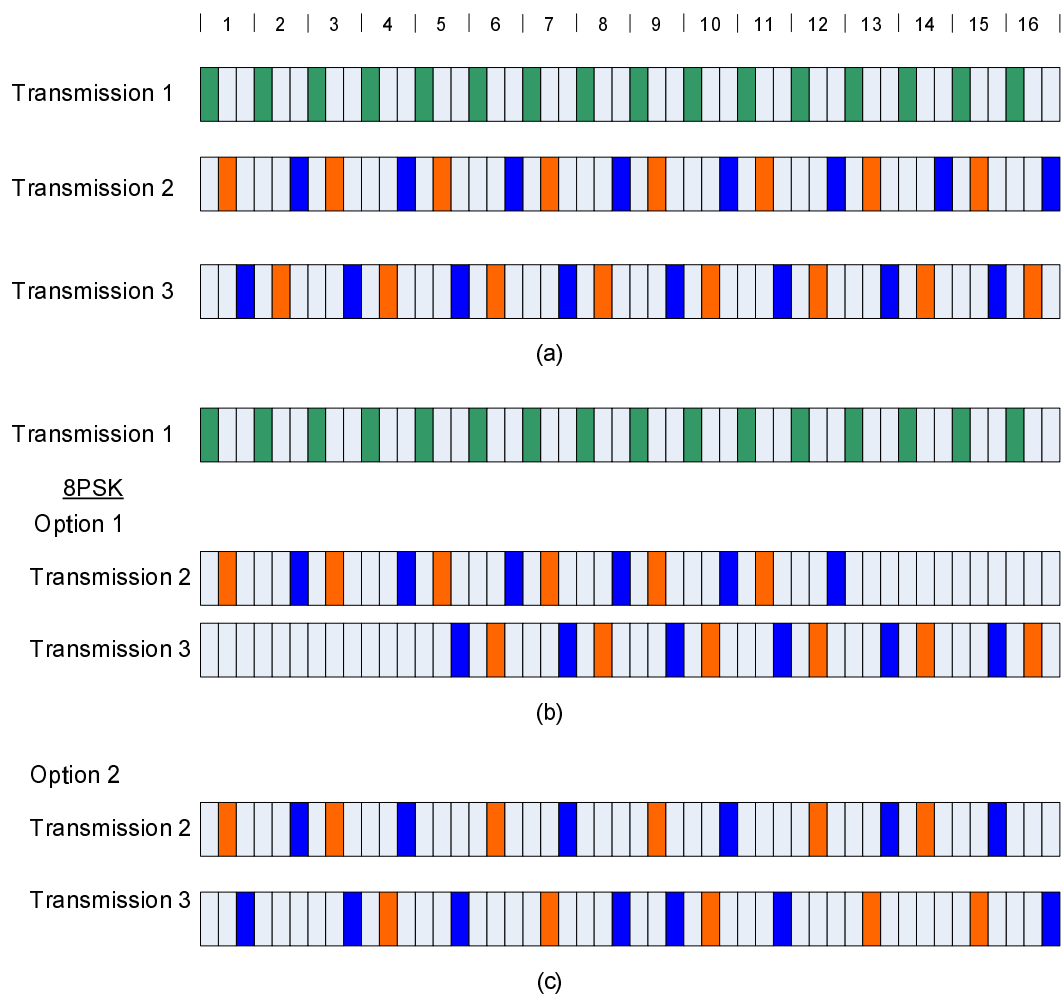 1 2 3 4 5 6 7 8 9 10 11 12 13 14 15 16
Transmission 1
Transmission 2
Transmission 3
(a)
Transmission 1
8PSK
Option 1
Transmission 2
Transmission 3
(b)
Option 2
Transmission 2
Transmission 3
(c)